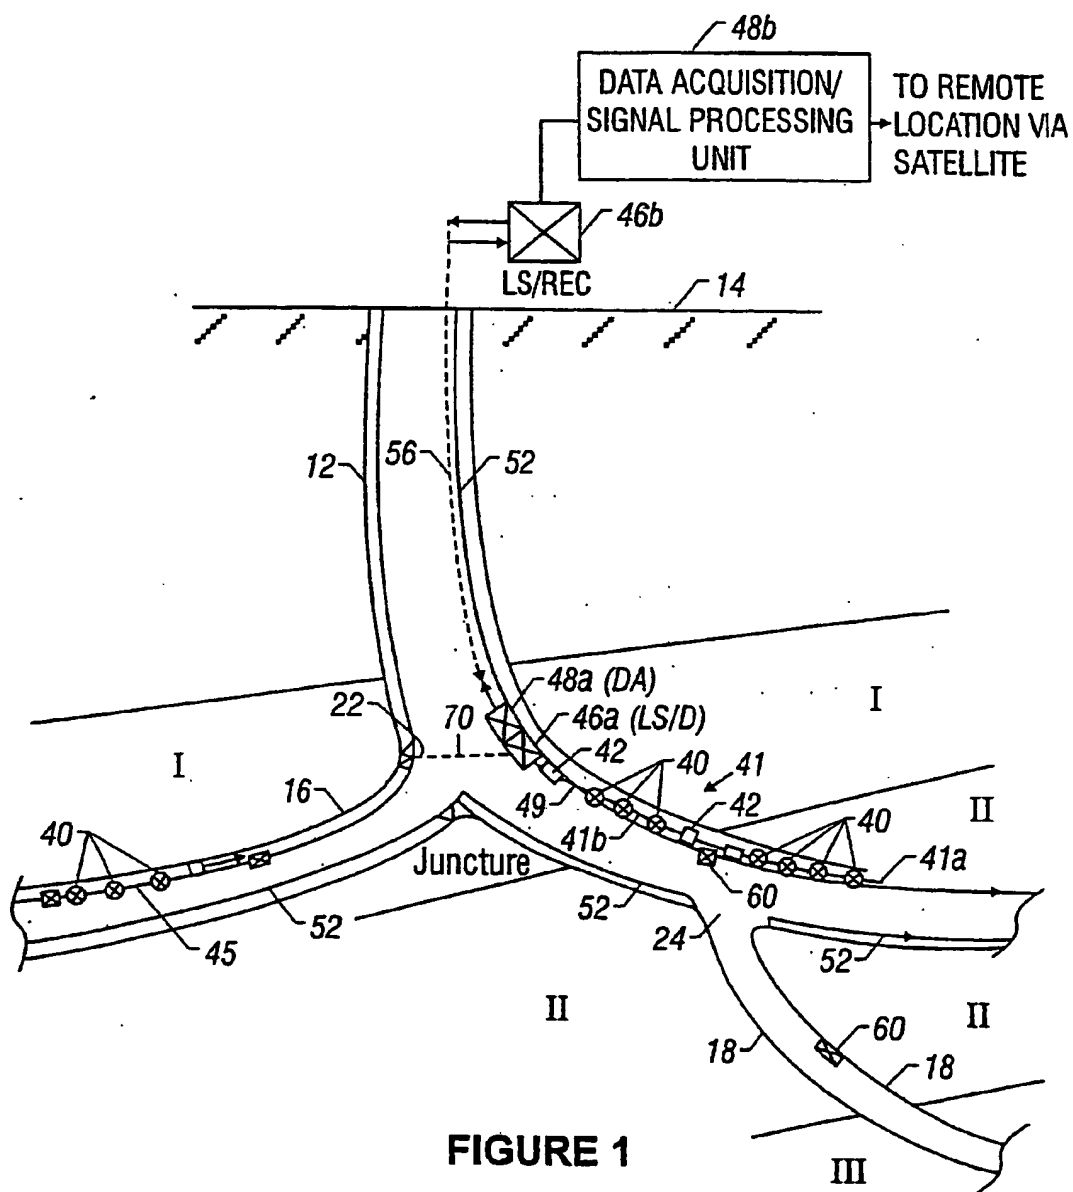 48b
DATA ACQUISITION/
SIGNAL PROCESSING
UNIT
TO REMOTE
LOCATION VIA
SATELLITE
46b
LS/REC
14
12
56
52
48a (DA)
46a (LS/D)
22
70
42
40
41
I
I
16
49
41b
42
40
II
40
Juncture
60
41a
45
52
52
24
52
II
II
18
60
18
III
FIGURE 1